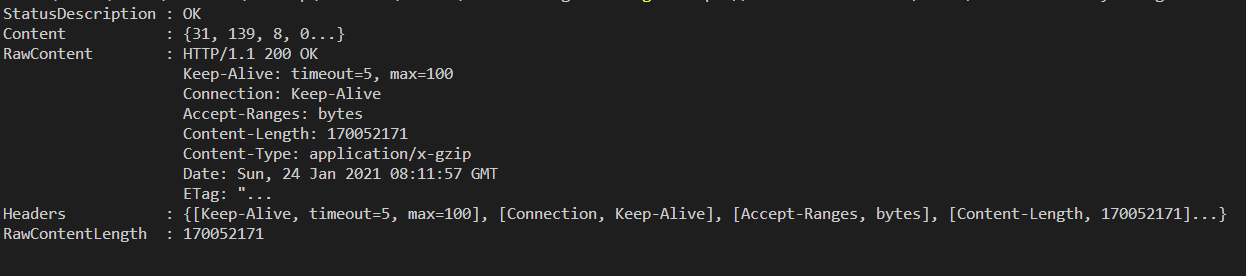 StatusDescription : OK
Content           : {31, 139, 8, 0...}
RawContent        : HTTP/1.1 200 OK
                    Keep-Alive: timeout=5, max=100
                    Connection: Keep-Alive
                    Accept-Ranges: bytes
                    Content-Length: 170052171
                    Content-Type: application/x-gzip
                    Date: Sun, 24 Jan 2021 08:11:57 GMT
                    ETag: "...
Headers           : {[Keep-Alive, timeout=5, max=100], [Connection, Keep-Alive], [Accept-Ranges, bytes], [Content-Length, 170052171]...}
RawContentLength  : 170052171